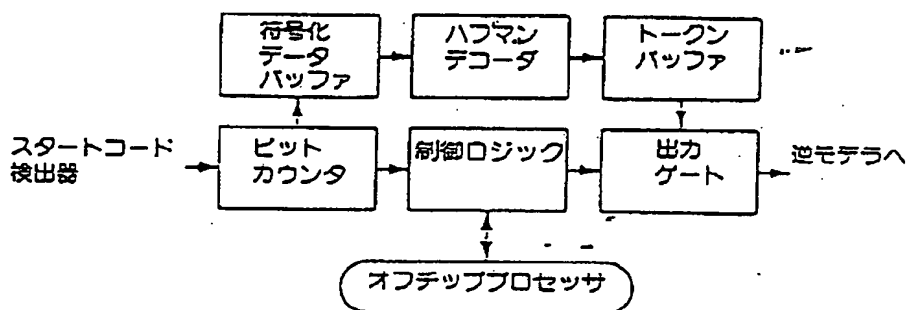 符号化
データ
バッファ
ハフマン
デコーダ
トークン
バッファ
スタートコード
検出器
ビット
カウンタ
制御ロジック
出力
ゲート
逆モデラへ
オフチッププロセッサ